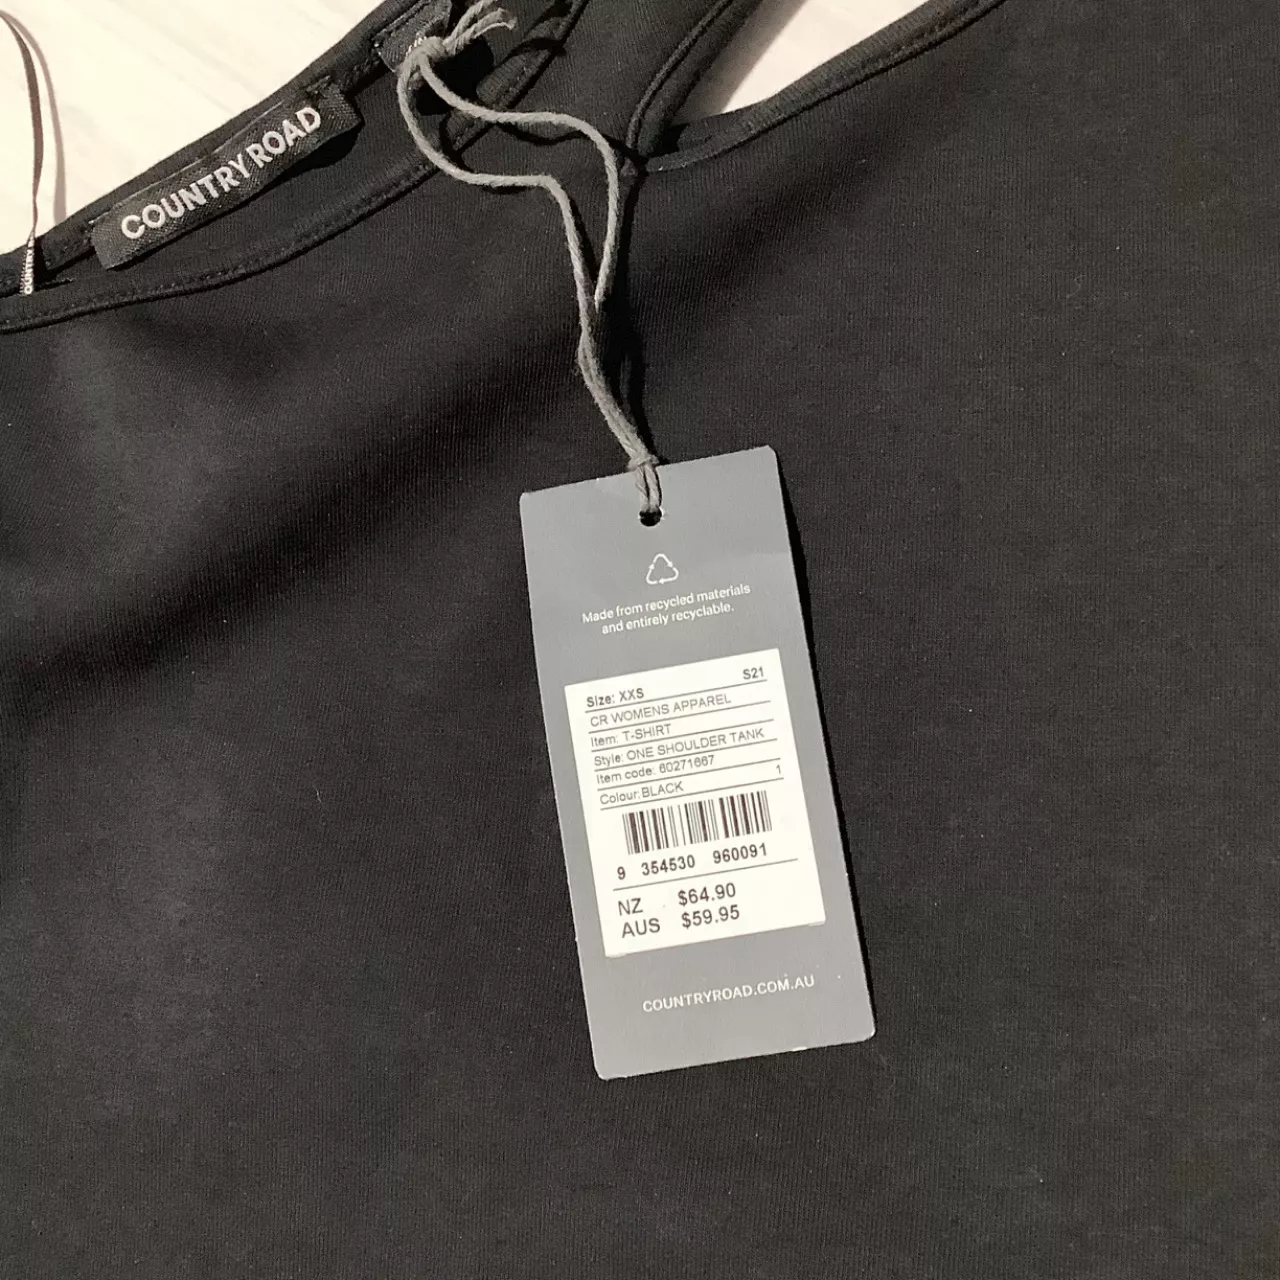 COUNTRY ROAD
Made from recycled materials
and entirely recyclable.
Size: XXS S21
CR WOMENS APPAREL
Item: T-SHIRT
Style: ONE SHOULDER TANK
Item code: 60271667
Colour: BLACK 1
9 354530 960091
NZ $64.90
AUS $59.95
COUNTRYROAD.COM.AU